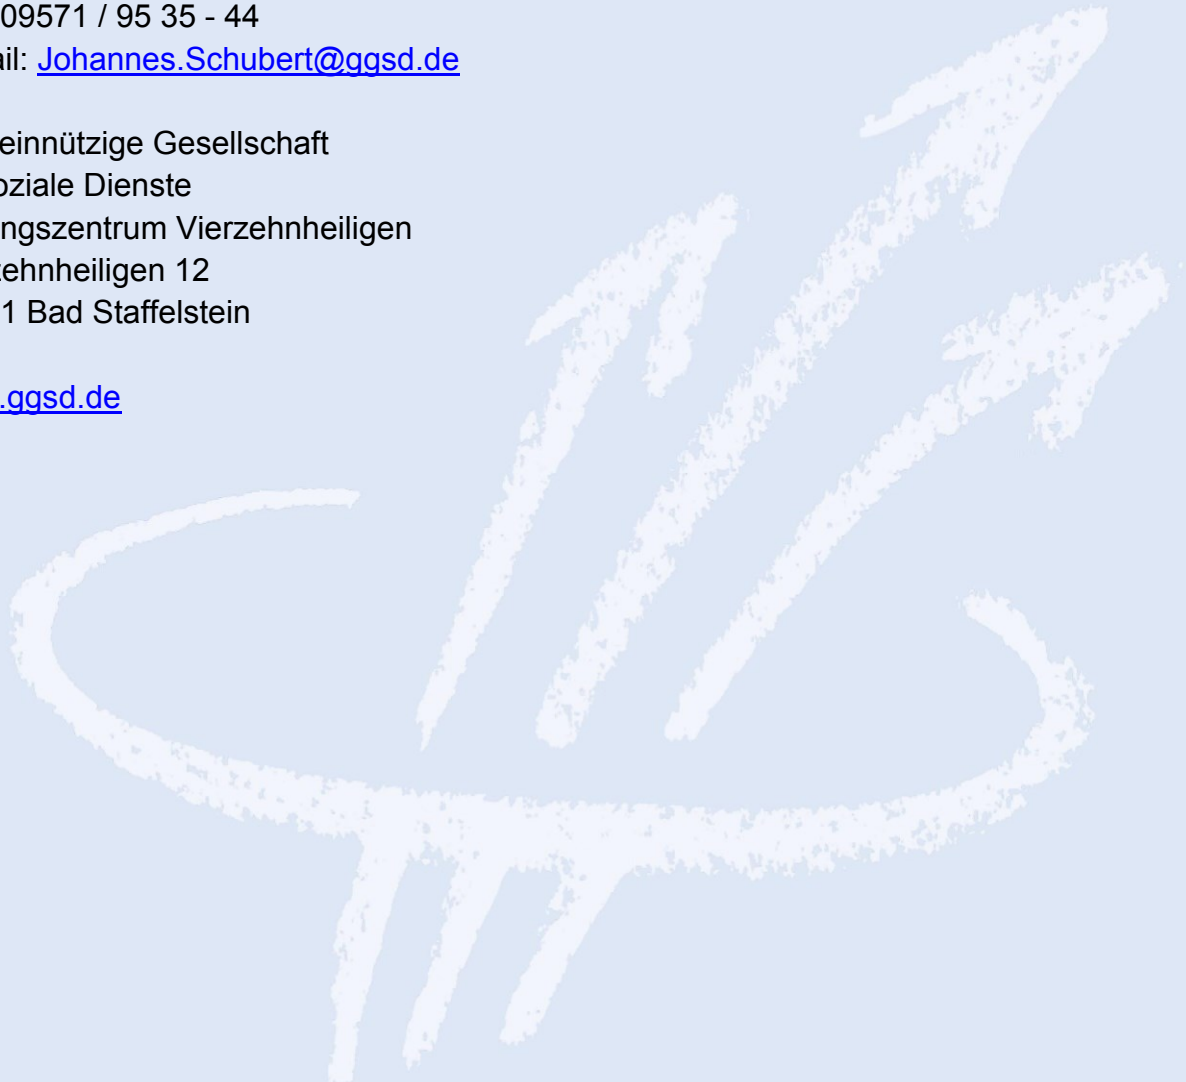 09571 / 95 35 - 44
ail: Johannes.Schubert@ggsd.de
einnützige Gesellschaft
oziale Dienste
ngszentrum Vierzehnheiligen
zehnheiligen 12
1 Bad Staffelstein
.ggsd.de